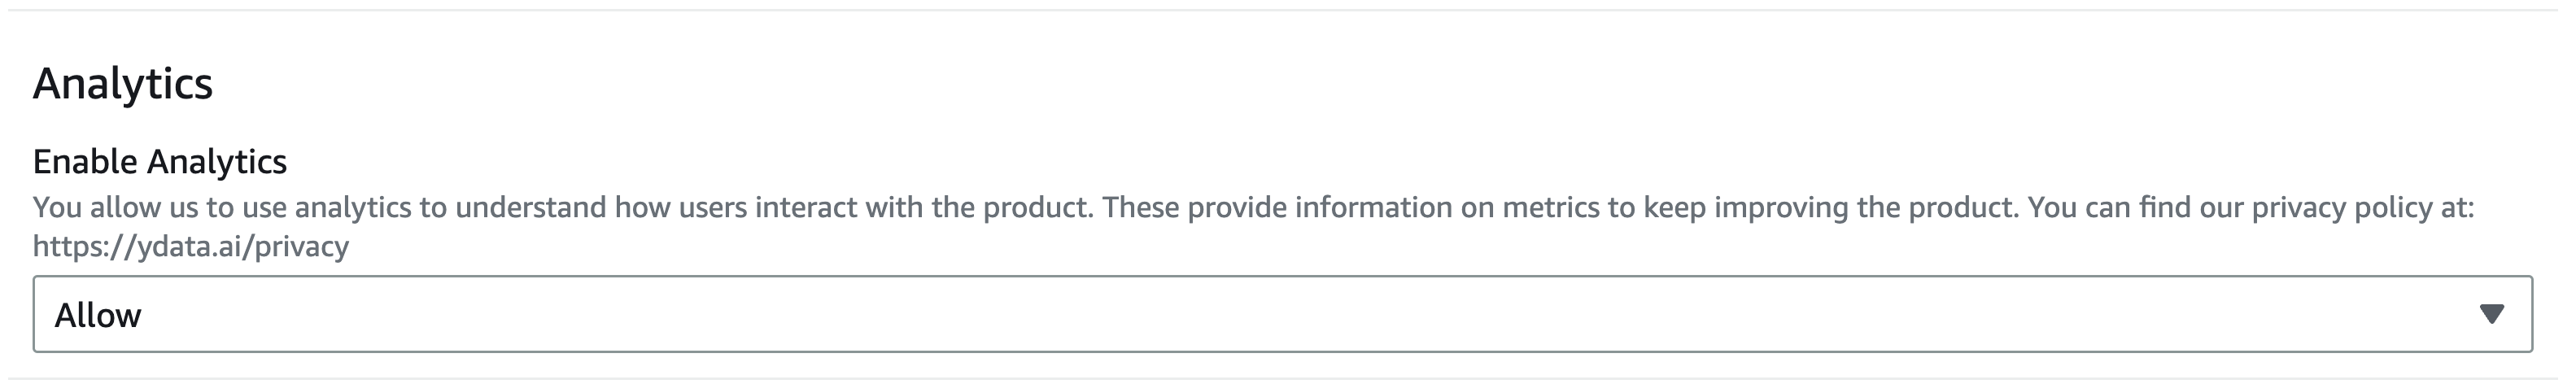 Analytics
Enable Analytics
You allow us to use analytics to understand how users interact with the product. These provide information on metrics to keep improving the product. You can find our privacy policy at:
https://ydata.ai/privacy
Allow